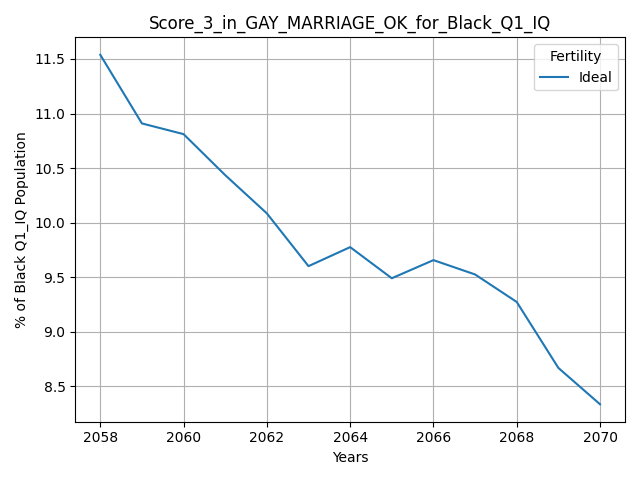 Score_3_in_GAY_MARRIAGE_OK_for_Black_Q1_IQ
Fertility
Ideal
% of Black Q1_IQ Population
11.5
11.0
10.5
10.0
9.5
9.0
8.5
2058
2060
2062
2064
2066
2068
2070
Years